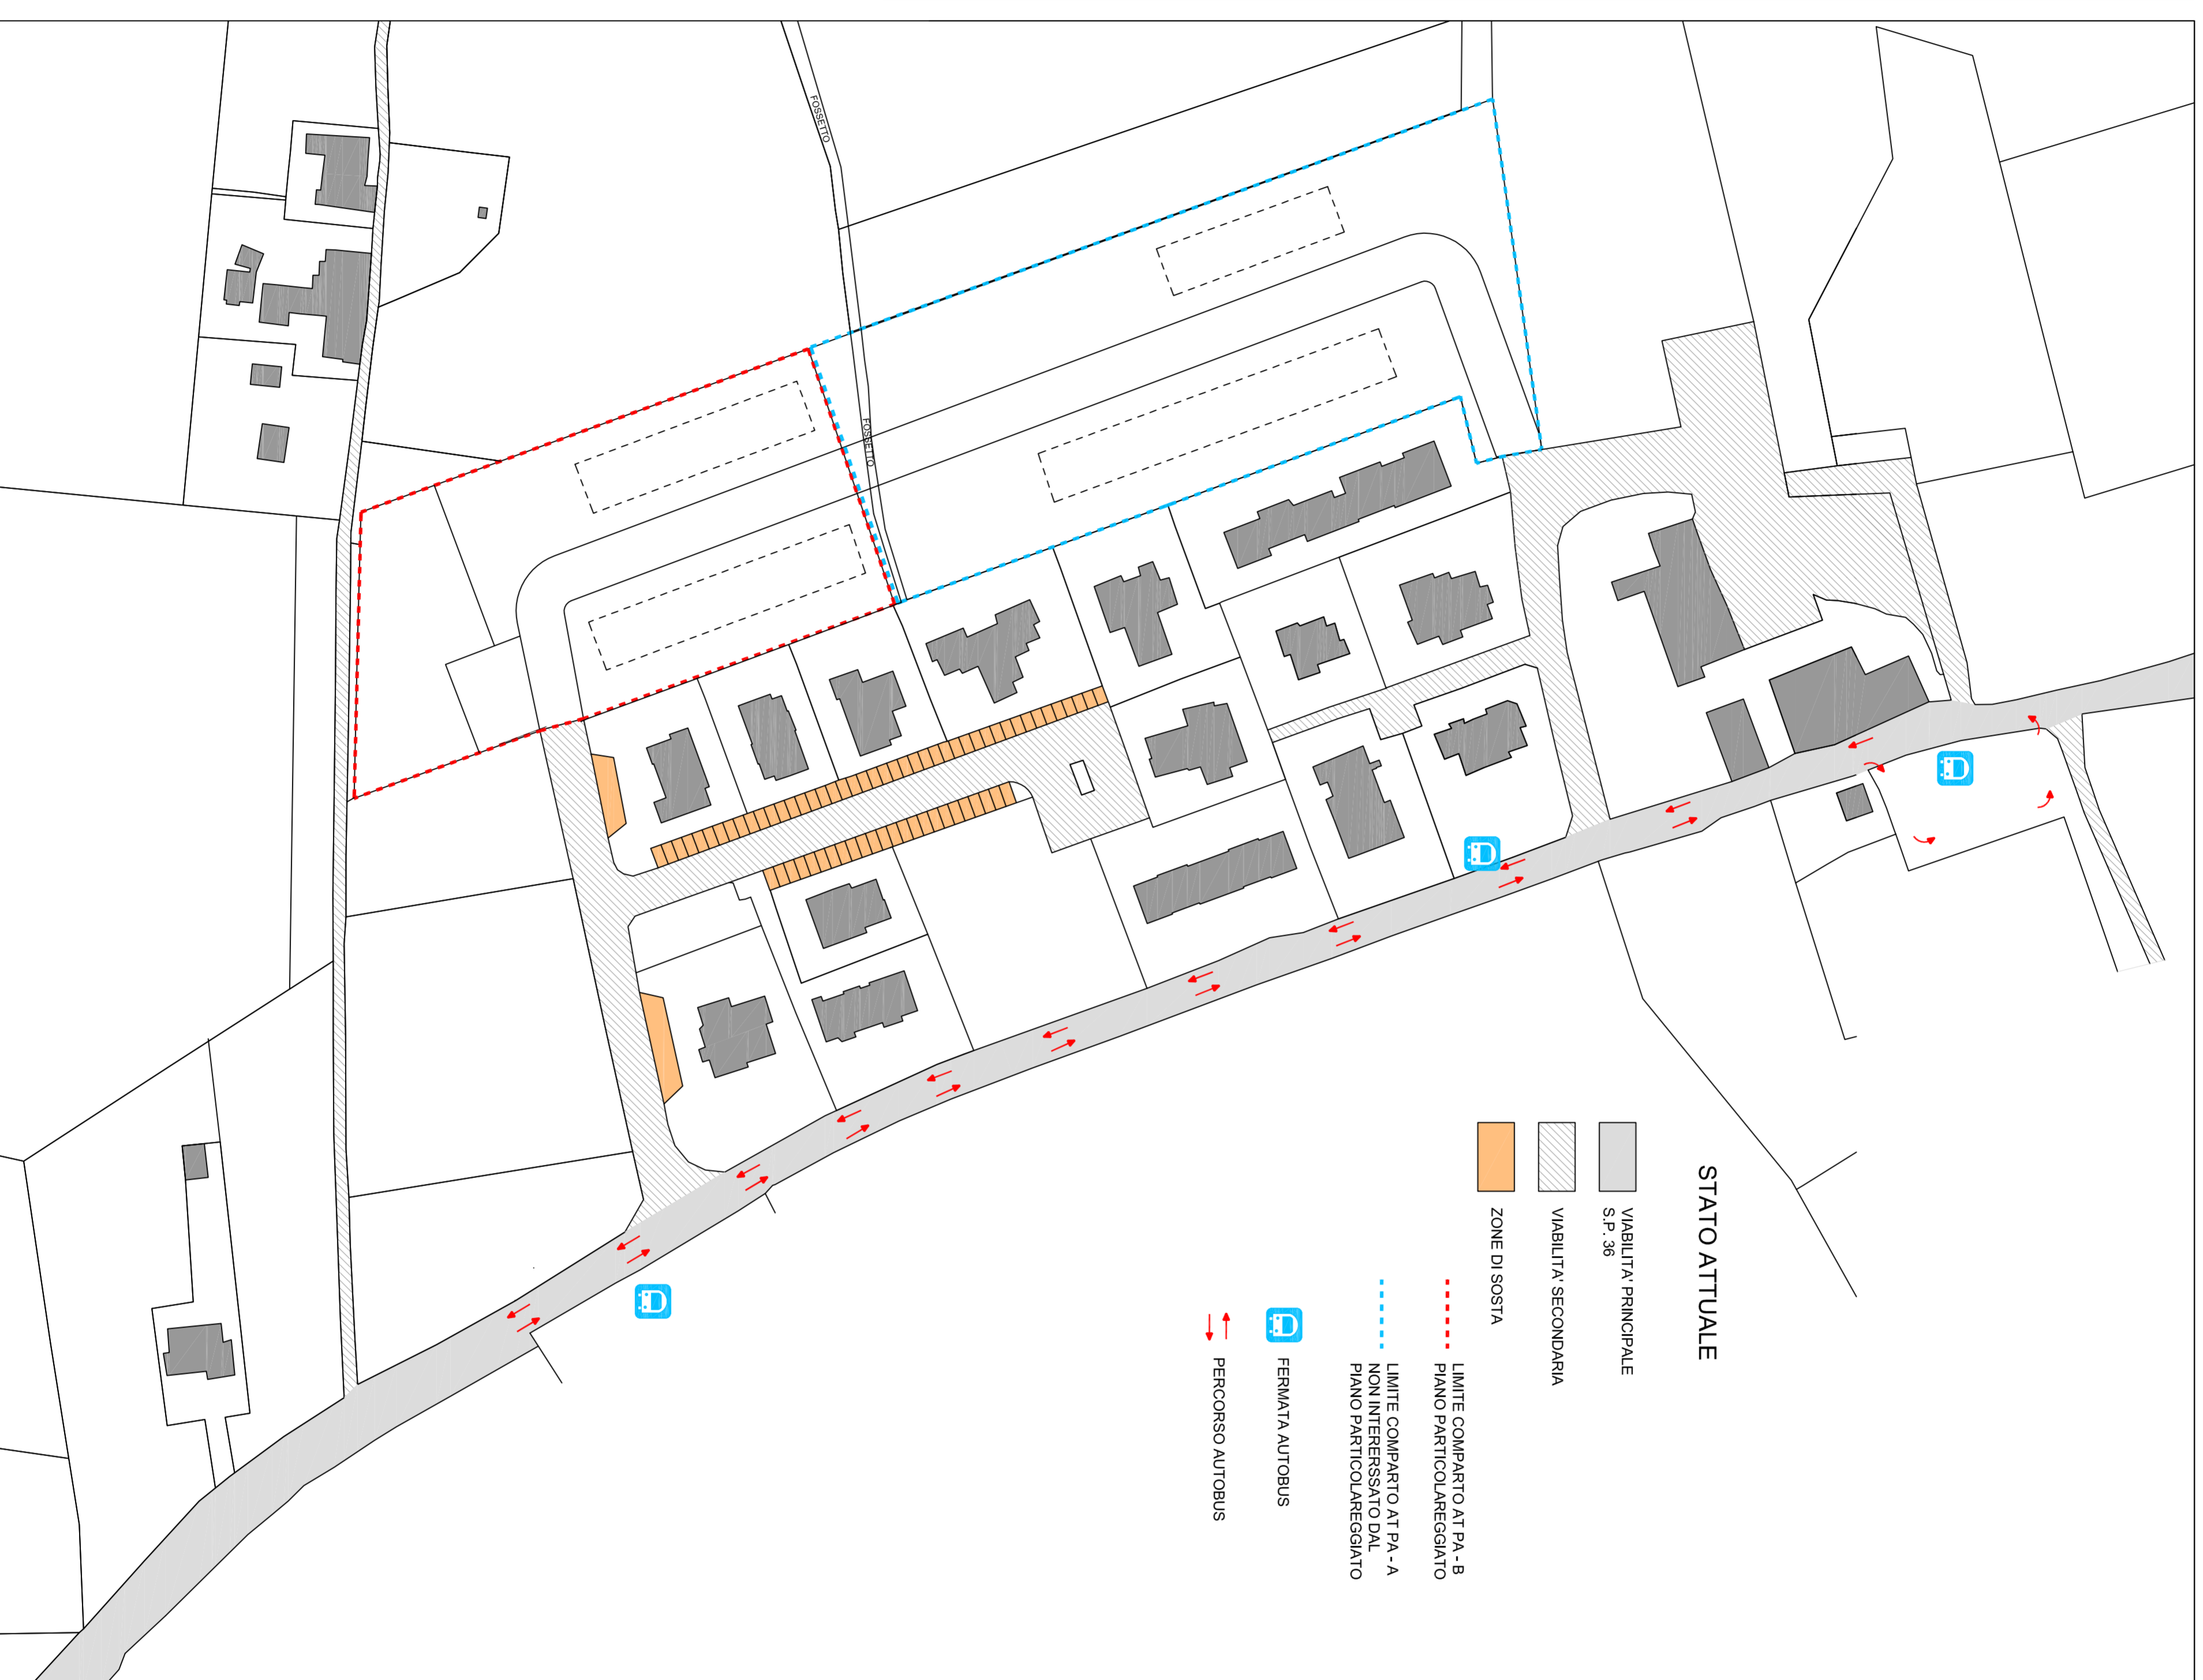 STATO ATTUALE
VIABILITA' PRINCIPALE
S.P. 36
VIABILITA' SECONDARIA
ZONE DI SOSTA
LIMITE COMPARTO AT PA - B
PIANO PARTICOLAREGGIATO
LIMITE COMPARTO AT PA - A
NON INTERERSSATO DAL
PIANO PARTICOLAREGGIATO
FERMATA AUTOBUS
PERCORSO AUTOBUS
FOSSETTO
FOSSETTO